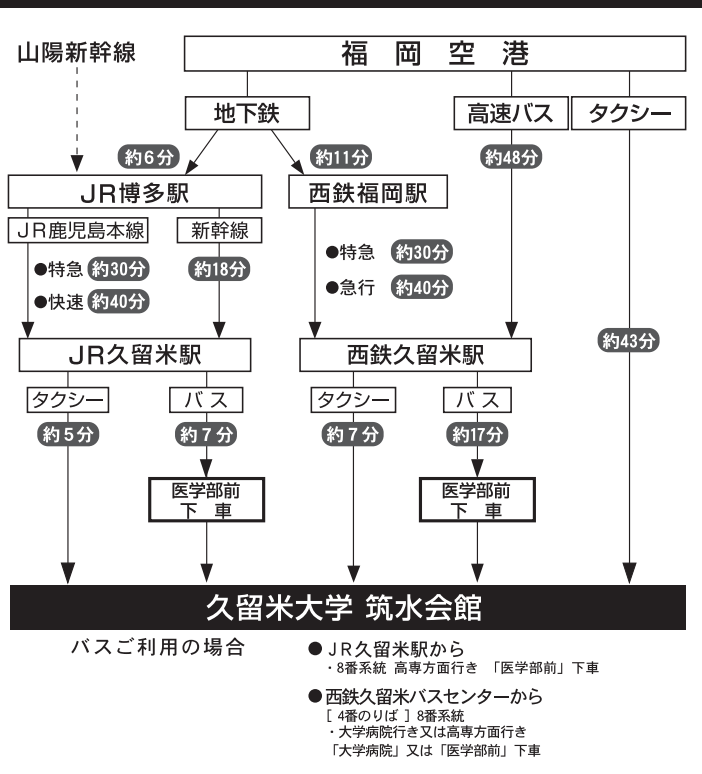 山陽新幹線
福岡空港
地下鉄
高速バス
タクシー
約6分
約11分
約48分
JR博多駅
西鉄福岡駅
JR鹿児島本線
新幹線
●特急 約30分
約18分
●快速 約40分
●特急 約30分
●急行 約40分
約43分
JR久留米駅
西鉄久留米駅
タクシー
バス
タクシー
バス
約5分
約7分
約7分
約17分
医学部前
下 車
医学部前
下 車
久留米大学 筑水会館
バスご利用の場合
●JR久留米駅から
・8番系統 高専方面行き 「医学部前」下車
●西鉄久留米バスセンターから
[ 4番のりば ] 8番系統
・大学病院行き又は高専方面行き
「大学病院」又は「医学部前」下車